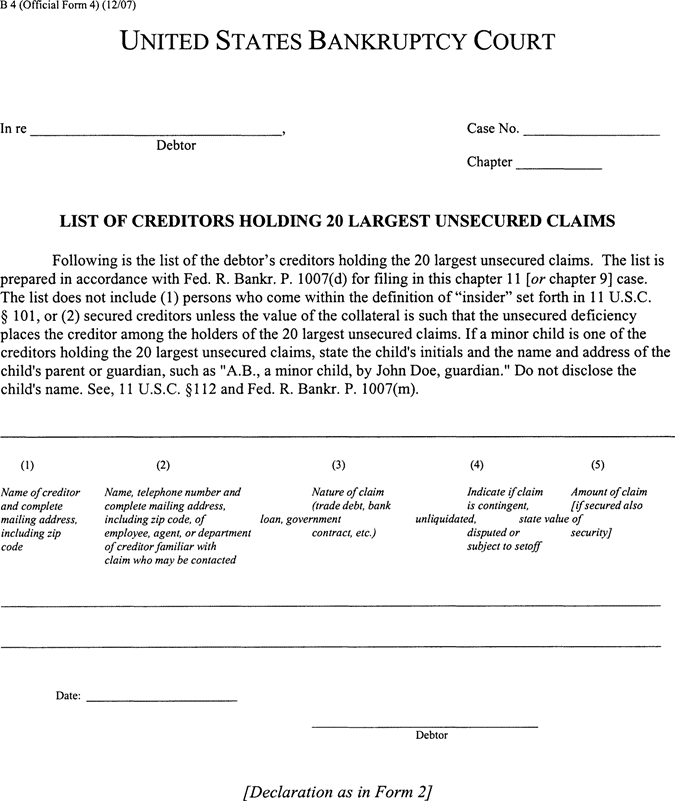 B 4 (Official Form 4) (12/07)
UNITED STATES BANKRUPTCY COURT
In re ____________________, Case No. ____________________
Debtor
Chapter ____________
LIST OF CREDITORS HOLDING 20 LARGEST UNSECURED CLAIMS
Following is the list of the debtor's creditors holding the 20 largest unsecured claims. The list is
prepared in accordance with Fed. R. Bankr. P. 1007(d) for filing in this chapter 11 [or chapter 9] case.
The list does not include (1) persons who come within the definition of “insider” set forth in 11 U.S.C.
§ 101, or (2) secured creditors unless the value of the collateral is such that the unsecured deficiency
places the creditor among the holders of the 20 largest unsecured claims. If a minor child is one of the
creditors holding the 20 largest unsecured claims, state the child's initials and the name and address of the
child's parent or guardian, such as "A.B., a minor child, by John Doe, guardian." Do not disclose the
child's name. See, 11 U.S.C. §112 and Fed. R. Bankr. P. 1007(m).
(1) (2) (3) (4) (5)
Name of creditor Name, telephone number and Nature of claim Indicate if claim Amount of claim
and complete complete mailing address, (trade debt, bank is contingent, [if secured also
mailing address, including zip code, of loan, government unliquidated, state value of
including zip employee, agent, or department contract, etc.) disputed or security]
code of creditor familiar with subject to setoff
claim who may be contacted
Date: ____________________
Debtor
[Declaration as in Form 2]